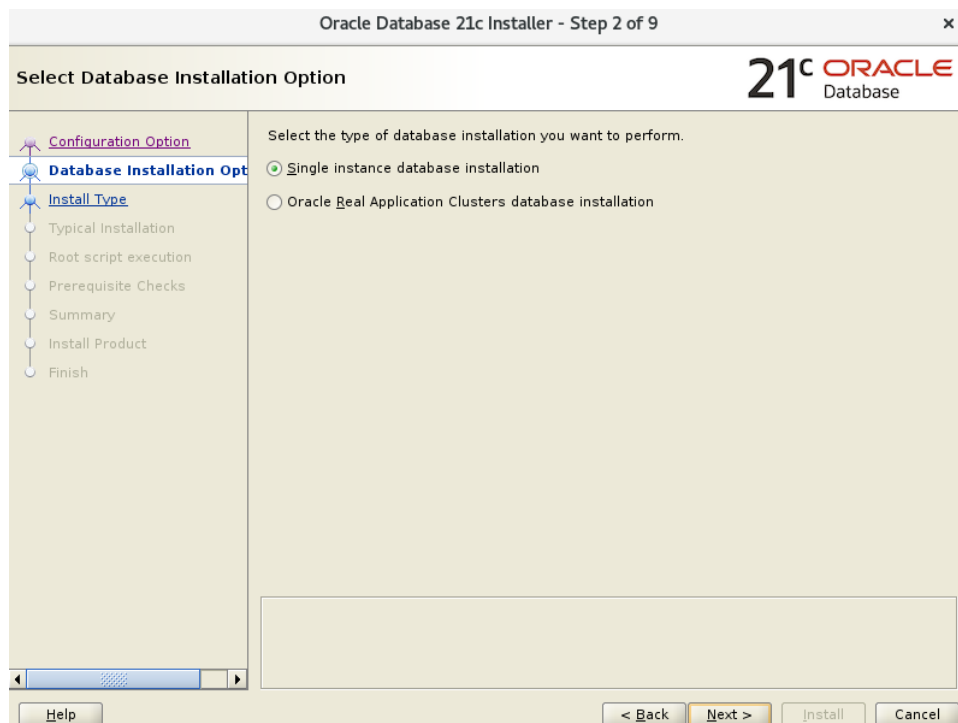 Oracle Database 21c Installer - Step 2 of 9
Select Database Installation Option
21c ORACLE
Database
Configuration Option
Database Installation Opt
Install Type
Typical Installation
Root script execution
Prerequisite Checks
Summary
Install Product
Finish
Select the type of database installation you want to perform.
Single instance database installation
Oracle Real Application Clusters database installation
Help
< Back
Next >
Install
Cancel